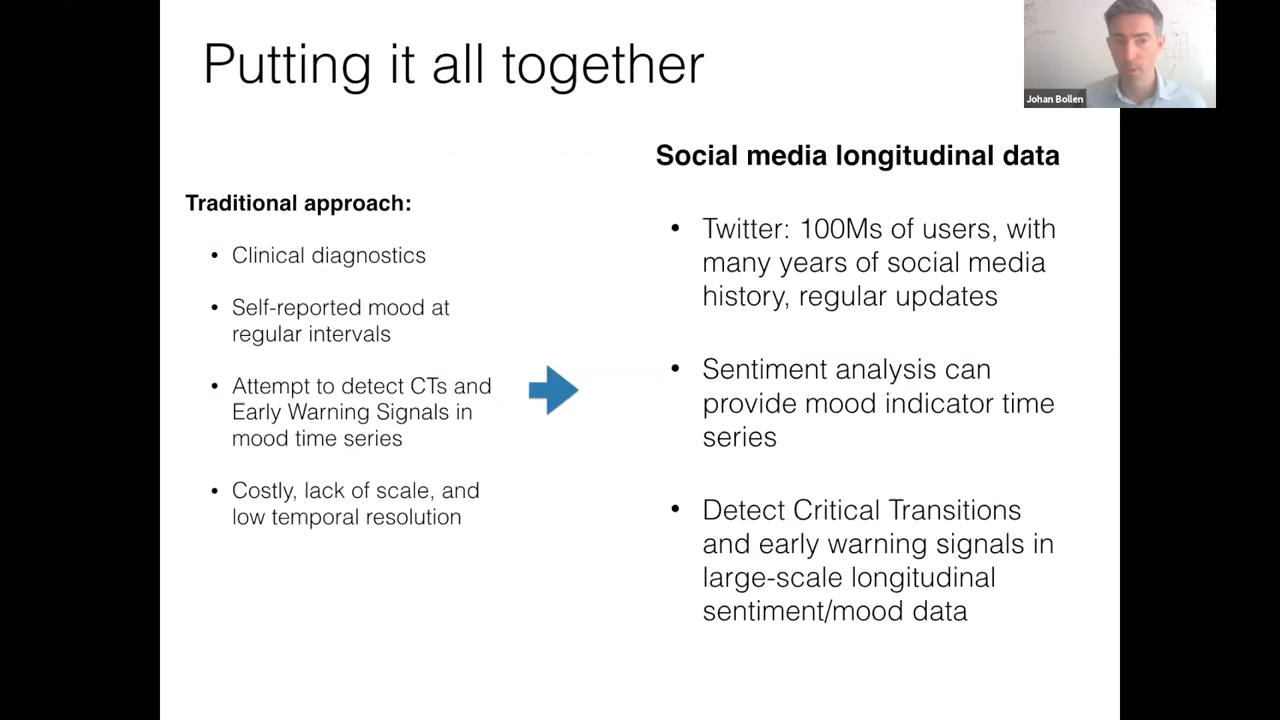 Putting it all together
Johan Bollen
Traditional approach:
• Clinical diagnostics
• Self-reported mood at
regular intervals
• Attempt to detect CTs and
Early Warning Signals in
mood time series
• Costly, lack of scale, and
low temporal resolution
Social media longitudinal data
• Twitter: 100Ms of users, with
many years of social media
history, regular updates
• Sentiment analysis can
provide mood indicator time
series
• Detect Critical Transitions
and early warning signals in
large-scale longitudinal
sentiment/mood data